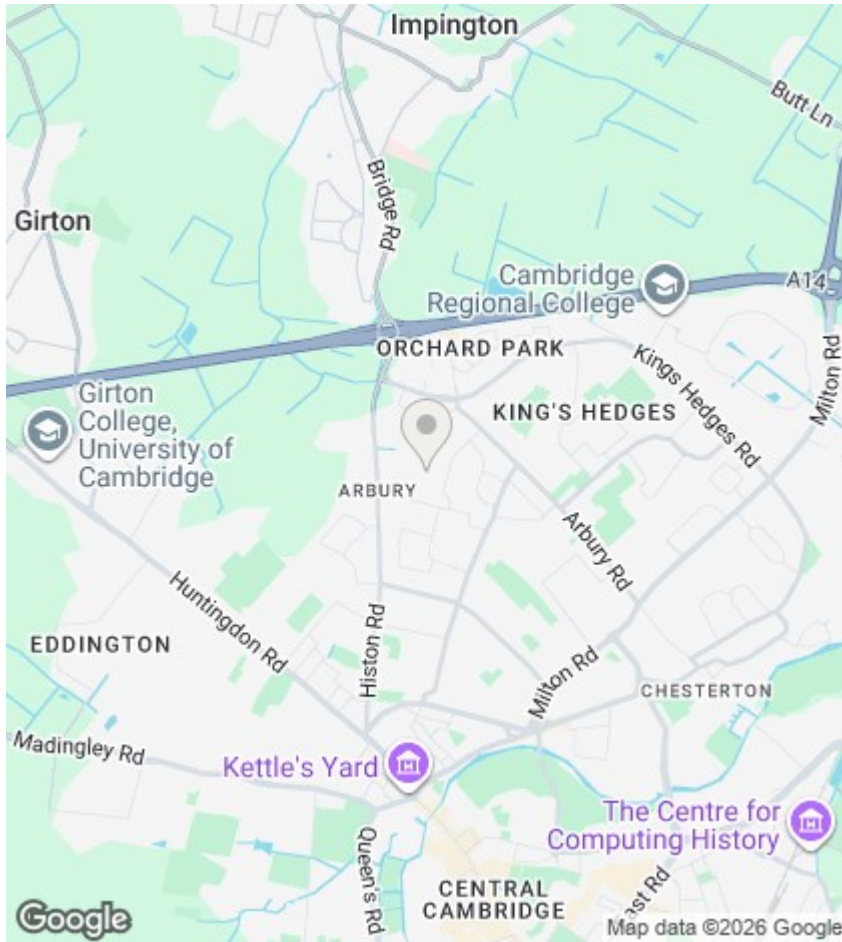 Impington
Butt Ln
Bridge Rd
Girton
Cambridge
Regional College
A14
ORCHARD PARK
Kings Hedges Rd
Milton Rd
Girton
College,
University of
Cambridge
KING'S HEDGES
ARBURY
Arbury Rd
Huntingdon Rd
Histon Rd
EDDINGTON
Milton Rd
CHESTERTON
Madingley Rd
Kettle's Yard
The Centre for
Computing History
Queen's Rd
CENTRAL
CAMBRIDGE
ast Rd
Google
Map data ©2026 Google